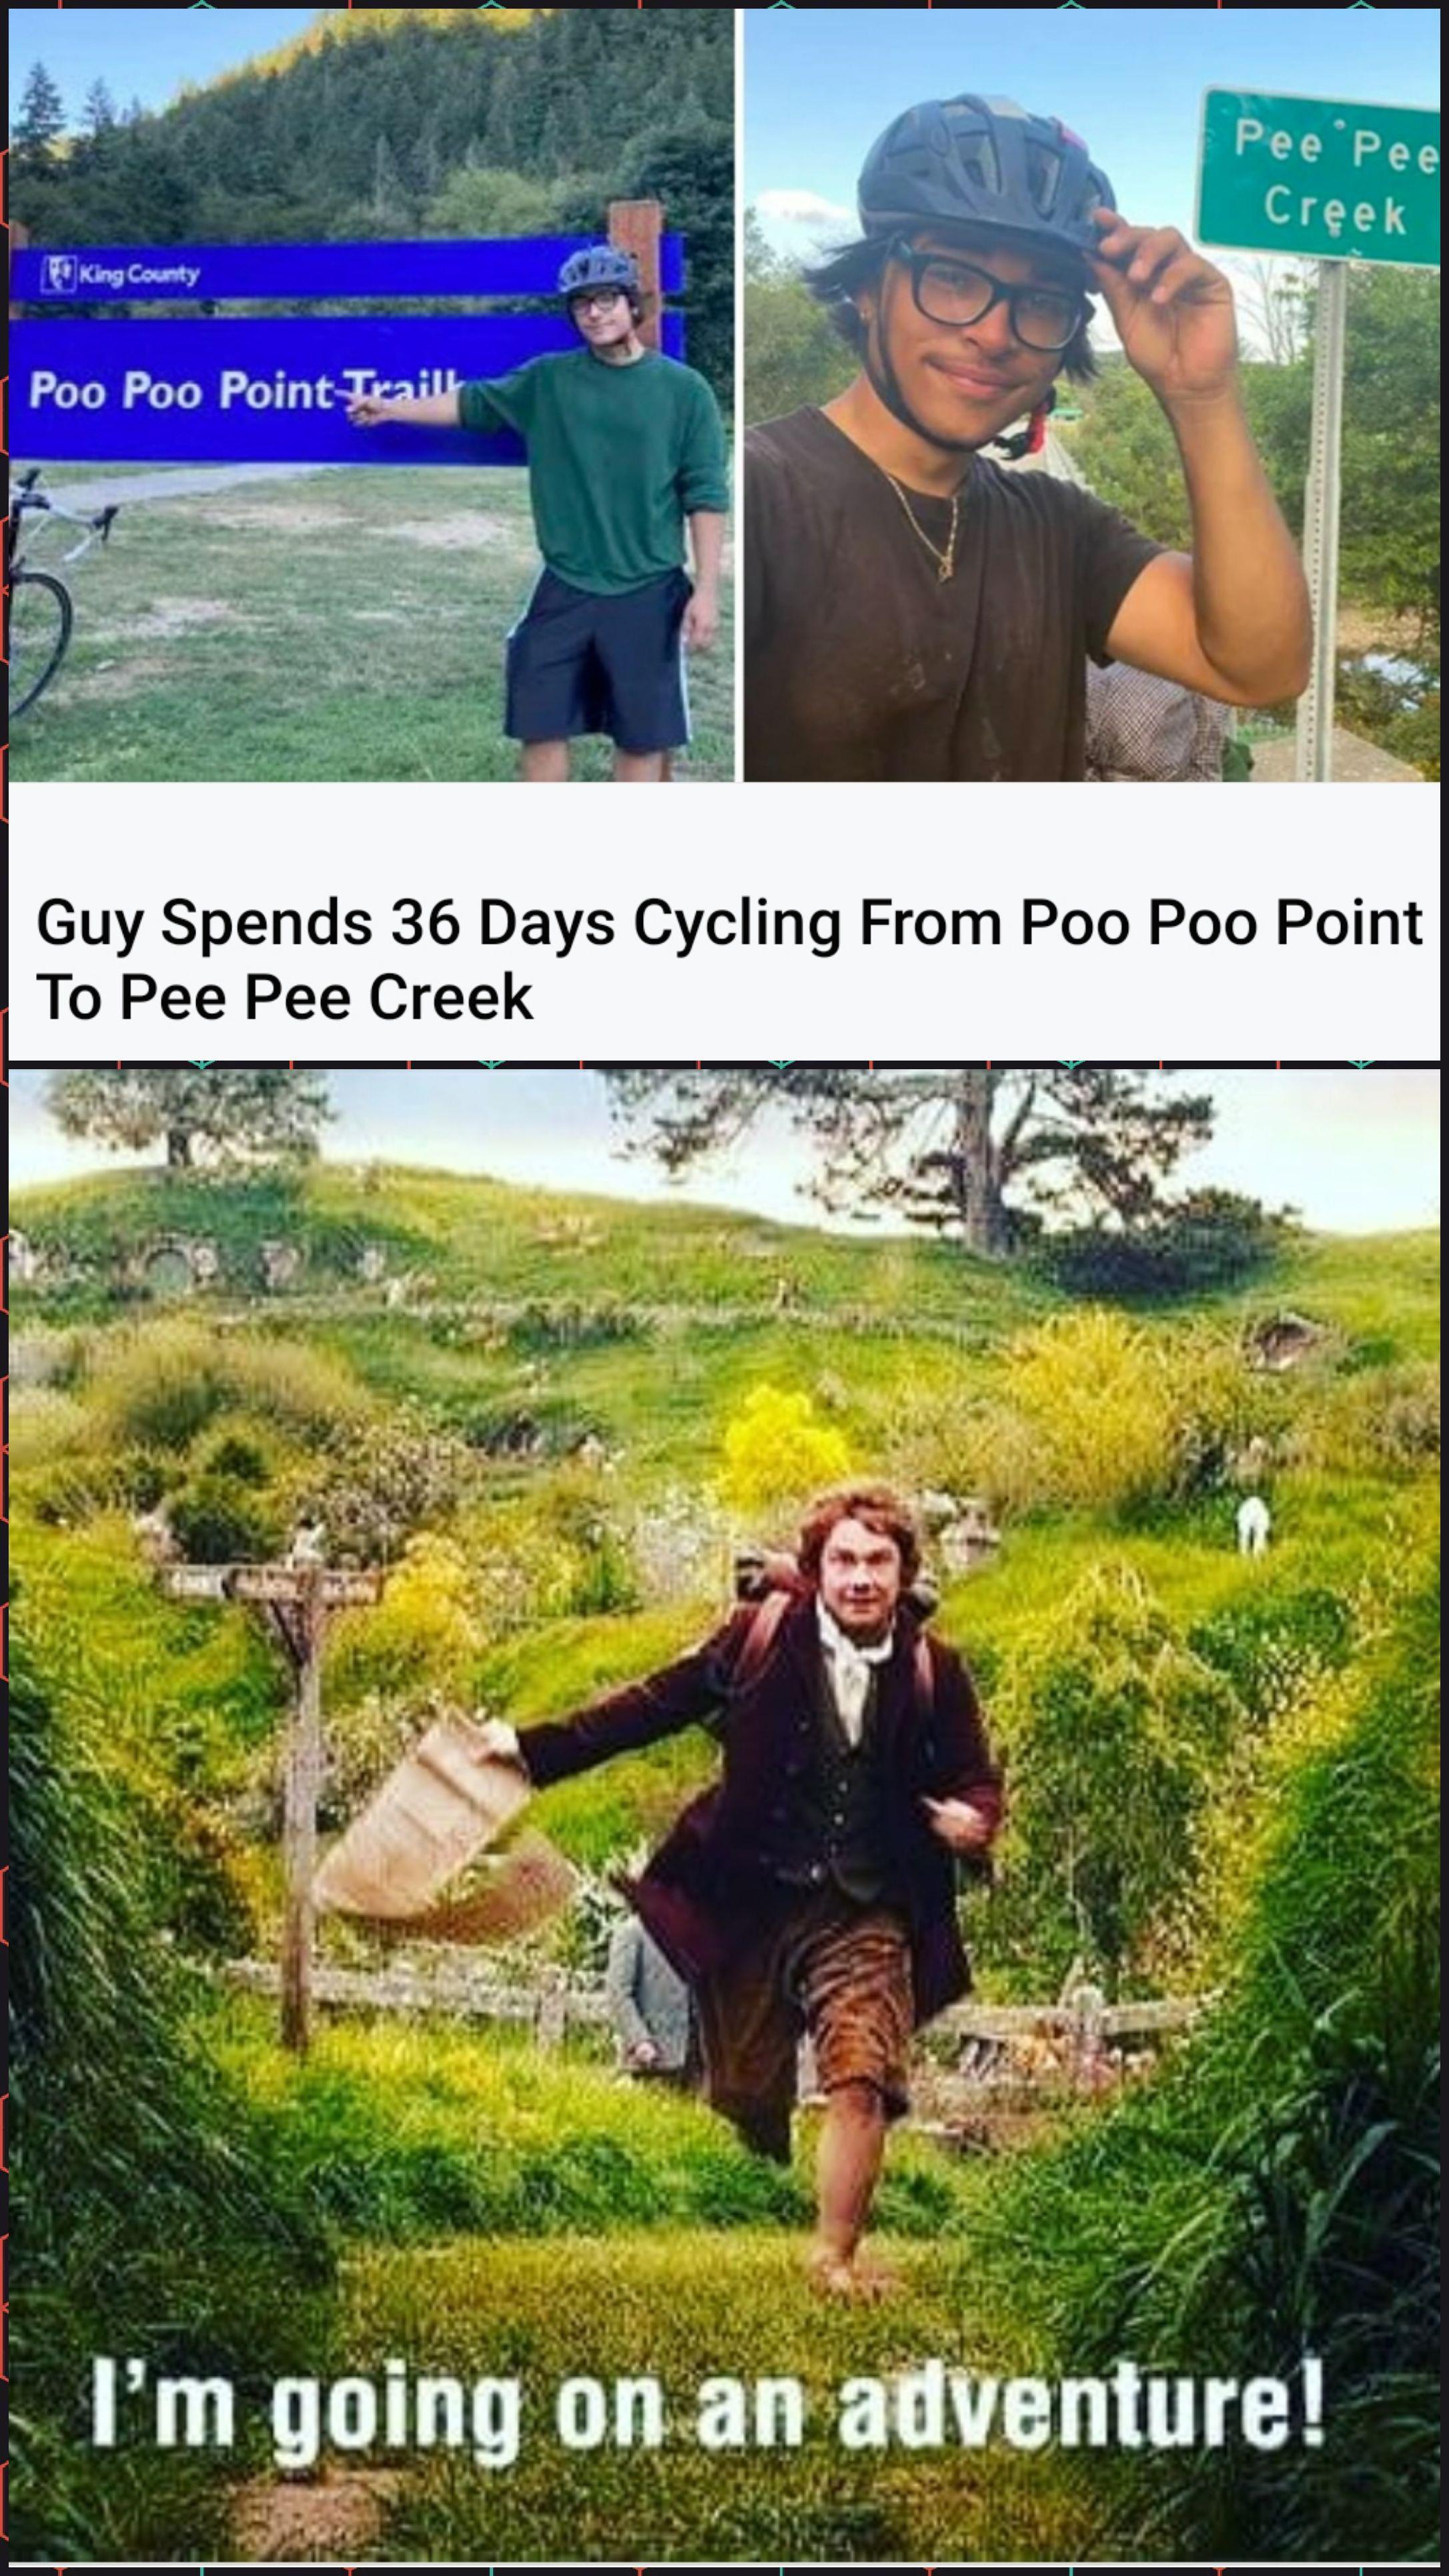 King County
Poo Poo Point Trail
Pee Pee
Creek
Guy Spends 36 Days Cycling From Poo Poo Point
To Pee Pee Creek
I'm going on an adventure!